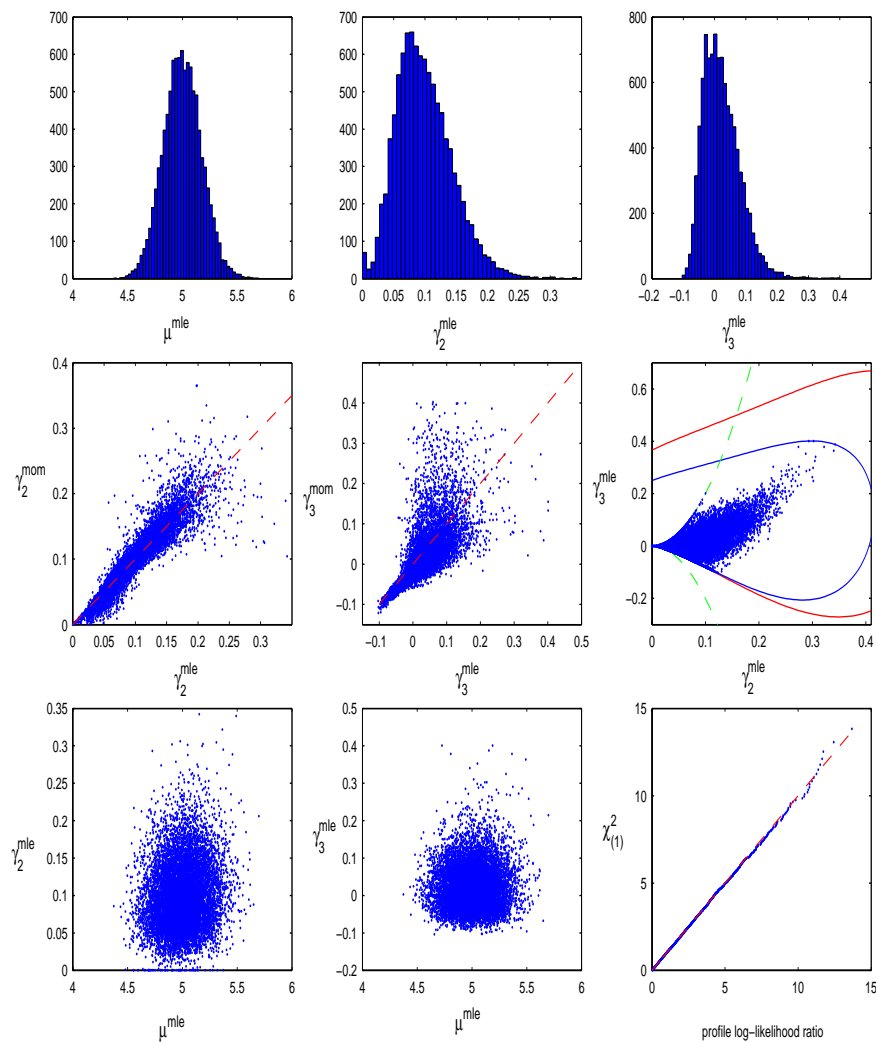 700
600
500
400
300
200
100
0
4 4.5 5 5.5 6
μ^mle
700
600
500
400
300
200
100
0
0 0.05 0.1 0.15 0.2 0.25 0.3
γ_2^mle
800
600
400
200
0
−0.2 −0.1 0 0.1 0.2 0.3 0.4
γ_3^mle
0.4
0.3
0.2
0.1
0
γ_2^mom
0 0.05 0.1 0.15 0.2 0.25 0.3
γ_2^mle
0.5
0.4
0.3
0.2
0.1
0
−0.1
γ_3^mom
−0.1 0 0.1 0.2 0.3 0.4 0.5
γ_3^mle
0.6
0.4
0.2
0
−0.2
γ_3^mle
0 0.1 0.2 0.3 0.4
γ_2^mle
0.35
0.3
0.25
0.2
0.15
0.1
0.05
0
γ_2^mle
4 4.5 5 5.5 6
μ^mle
0.5
0.4
0.3
0.2
0.1
0
−0.1
−0.2
γ_3^mle
4 4.5 5 5.5 6
μ^mle
15
10
5
0
χ_(1)^2
0 5 10 15
profile log−likelihood ratio